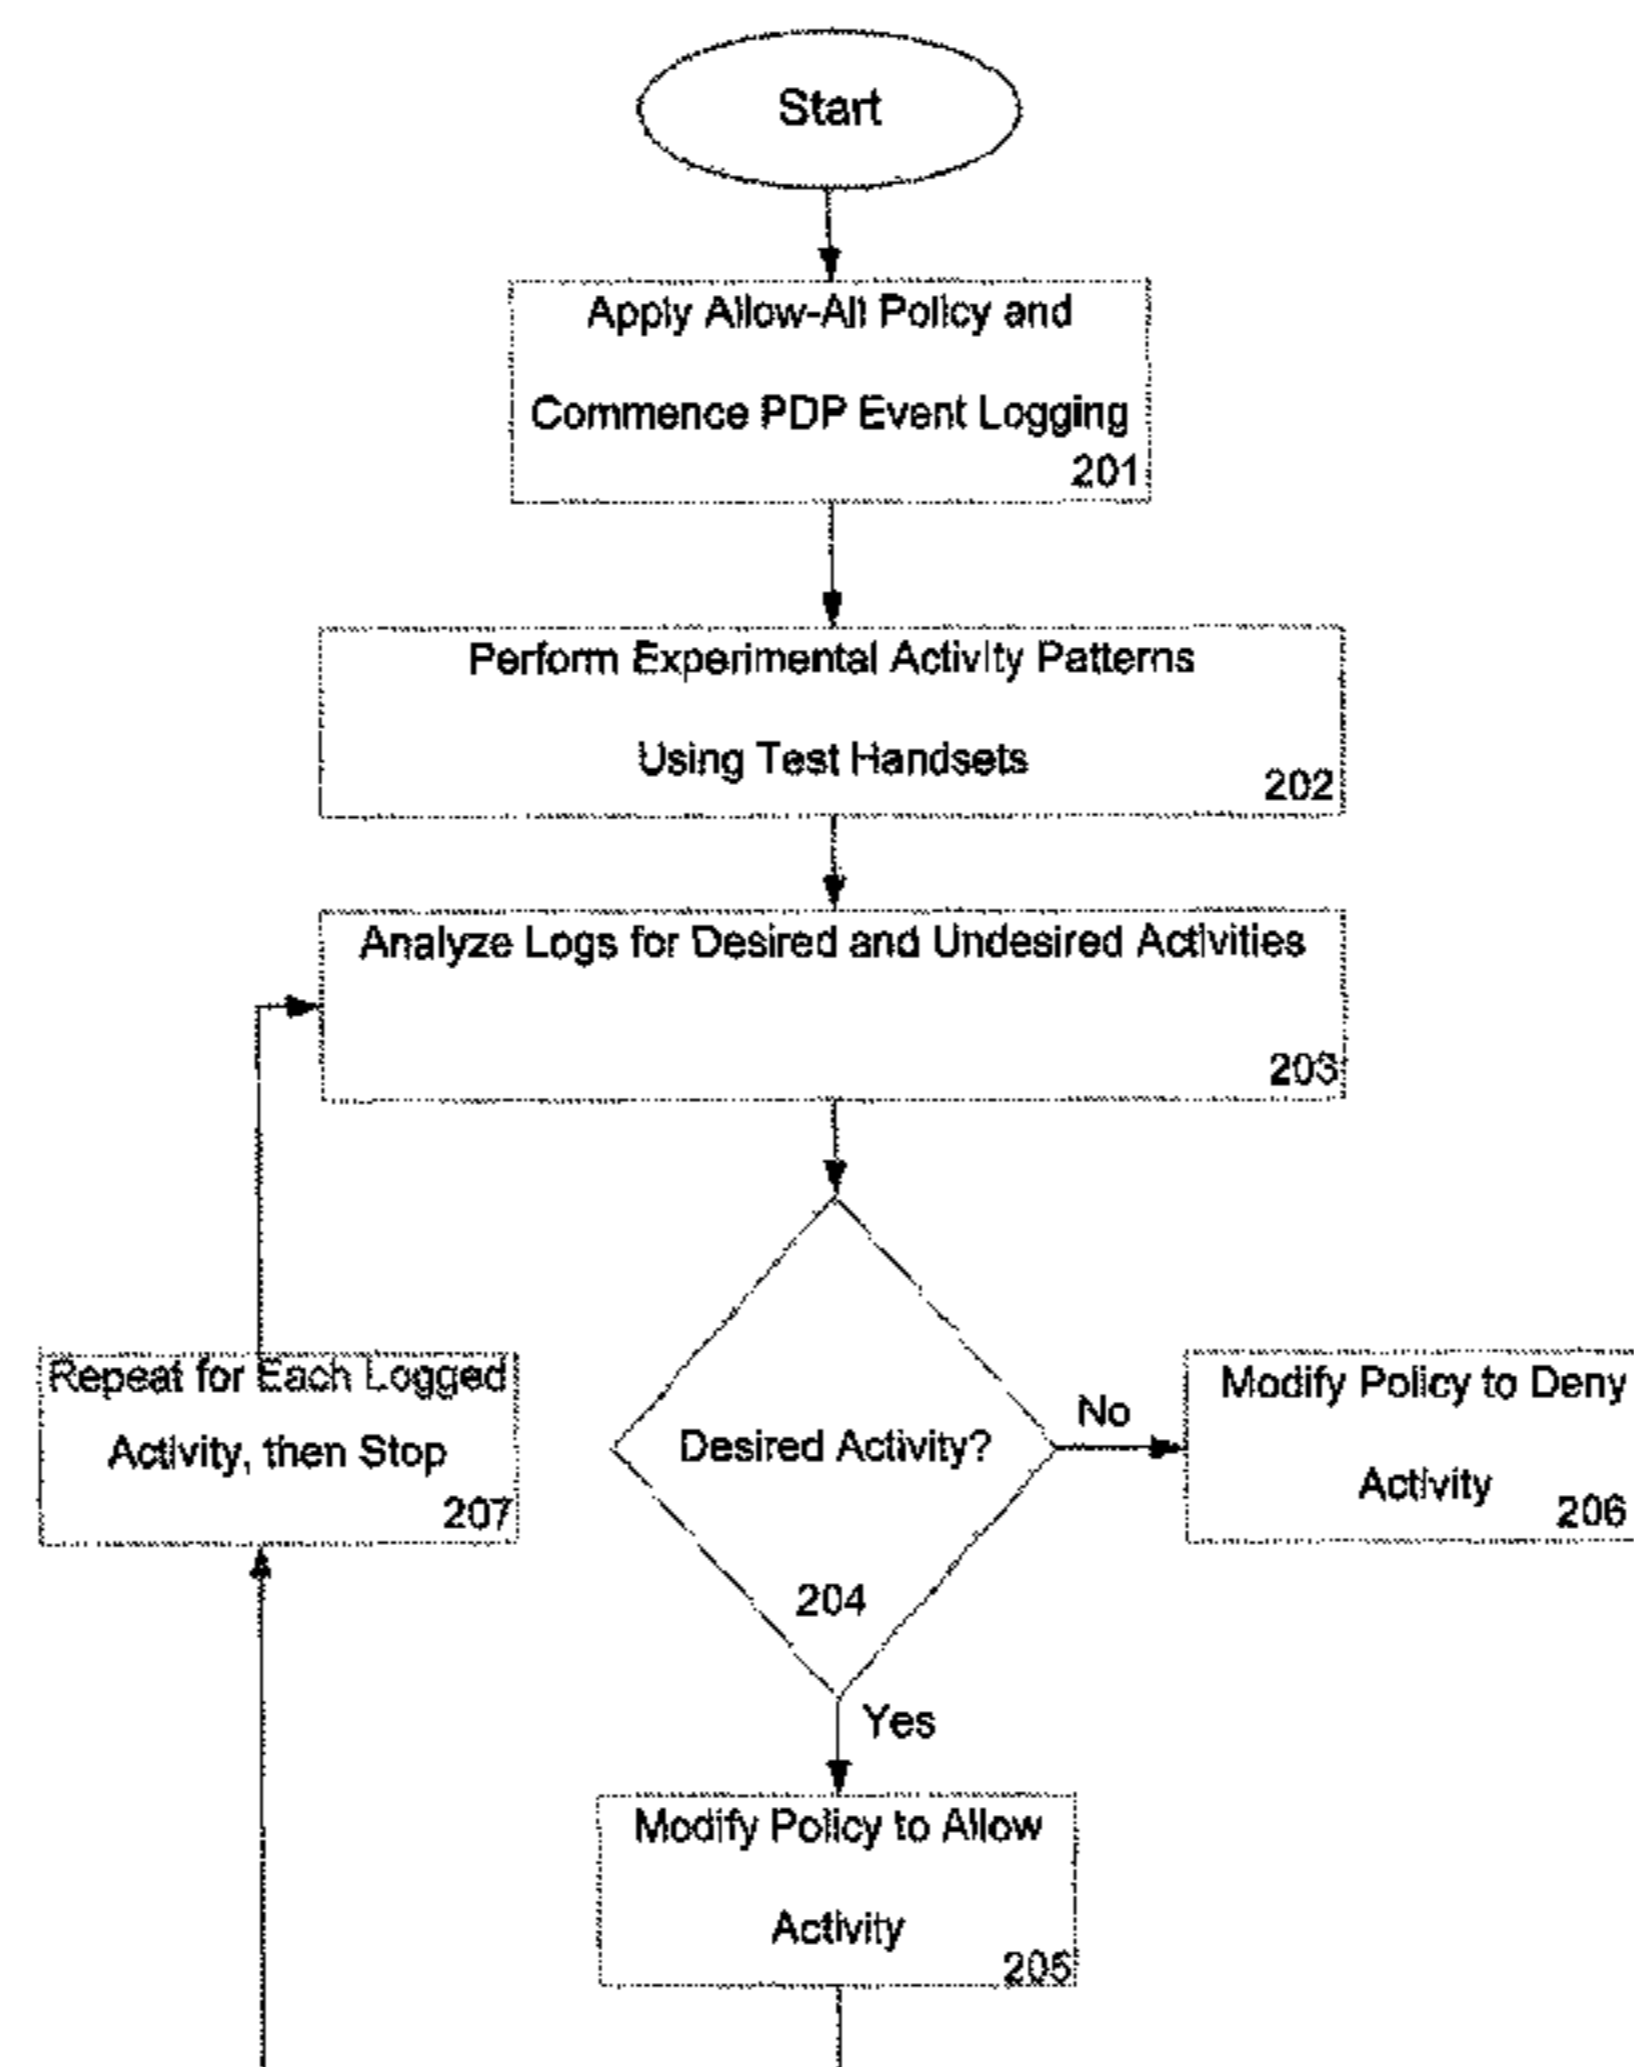 Start
Apply Allow-All Policy and
Commence PDP Event Logging
201
Perform Experimental Activity Patterns
Using Test Handsets
202
Analyze Logs for Desired and Undesired Activities
203
Repeat for Each Logged
Activity, then Stop
207
Desired Activity?
204
No
Modify Policy to Deny
Activity
206
Yes
Modify Policy to Allow
Activity
205